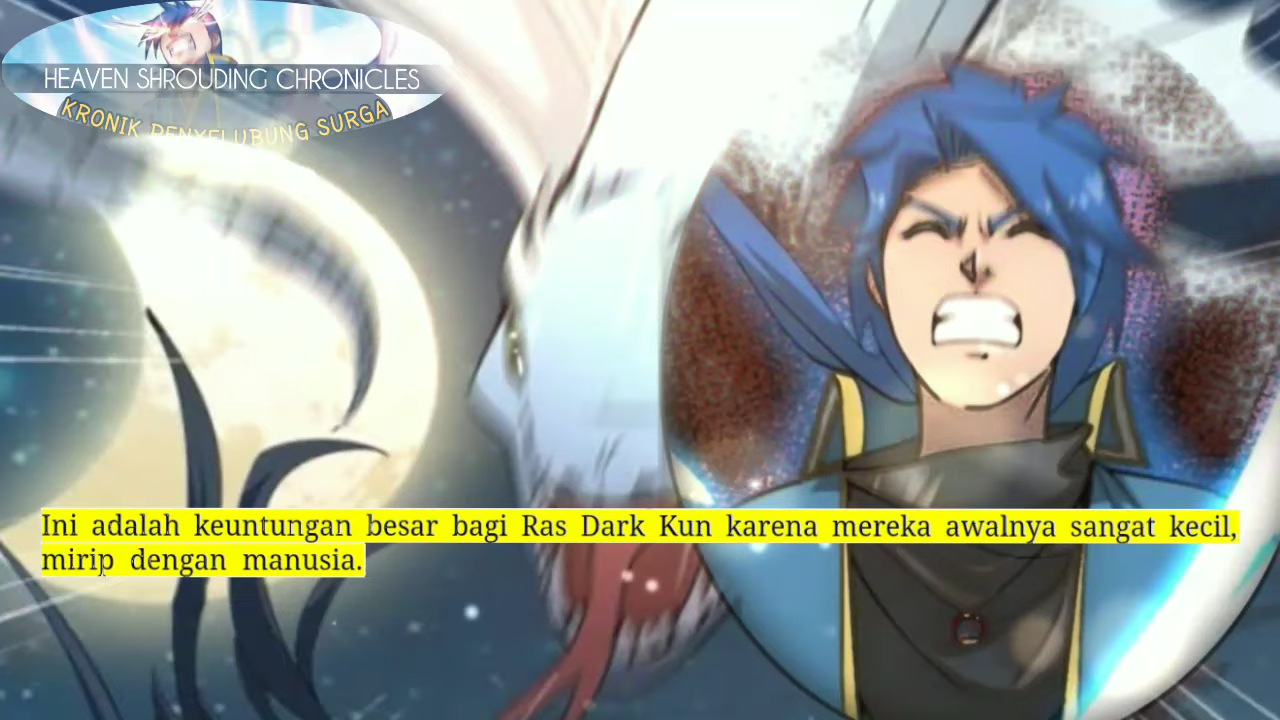 HEAVEN SHROUDING CHRONICLES
KRONIK PENYELUBUNG SURGA
Ini adalah keuntungan besar bagi Ras Dark Kun karena mereka awalnya sangat kecil,
mirip dengan manusia.